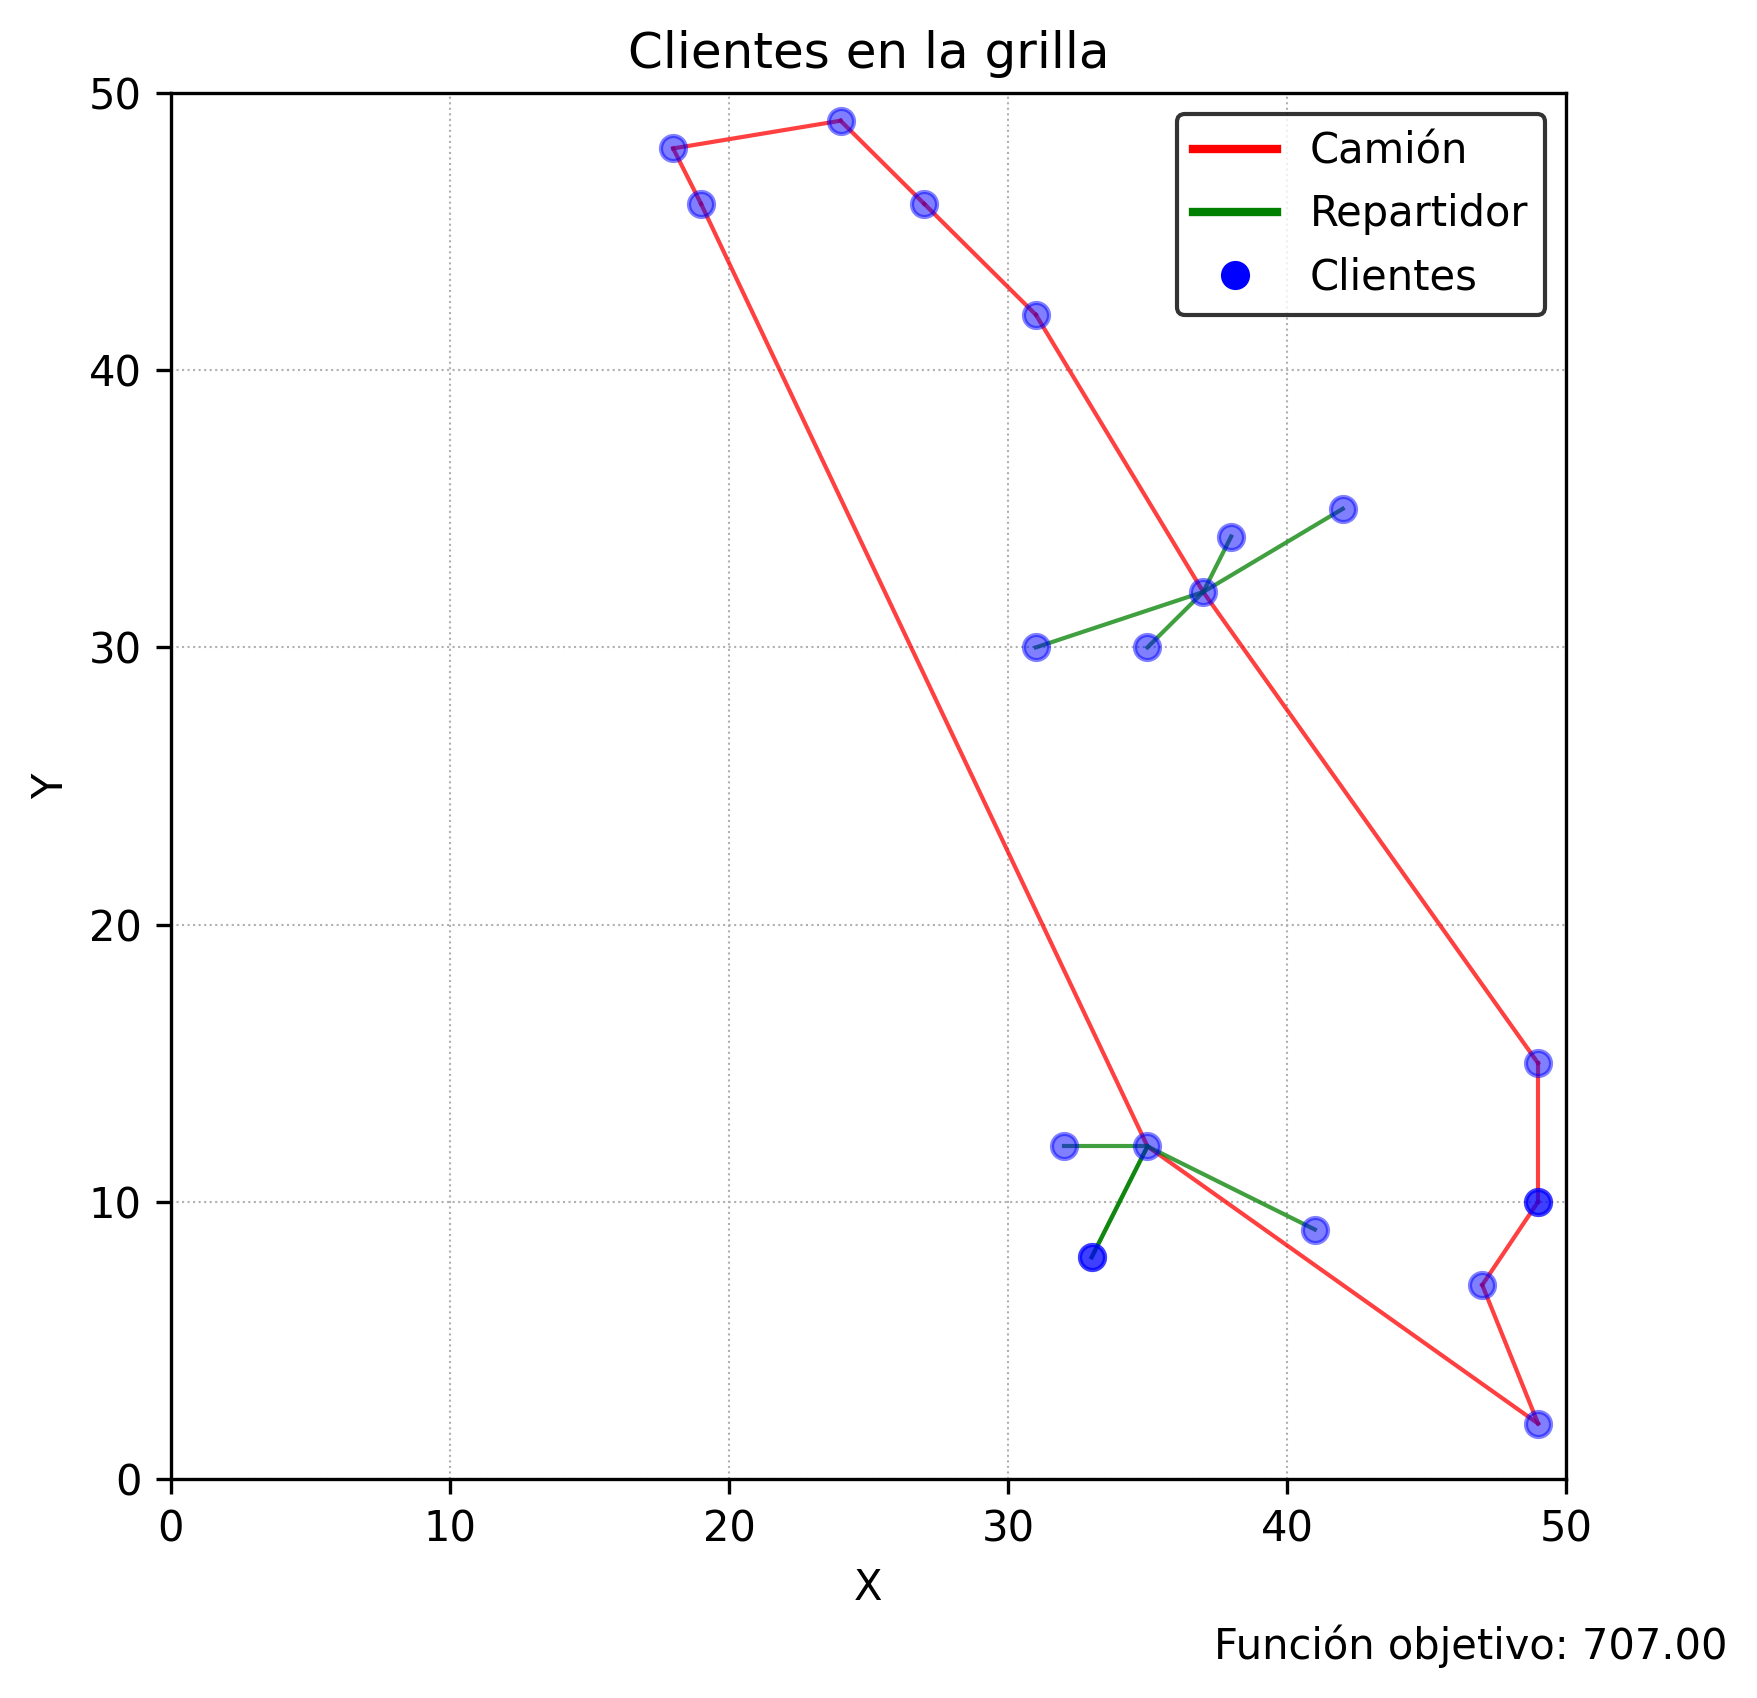 Clientes en la grilla
50
40
30
20
10
0
Y
Camión
Repartidor
Clientes
0 10 20 30 40 50
X
Función objetivo: 707.00